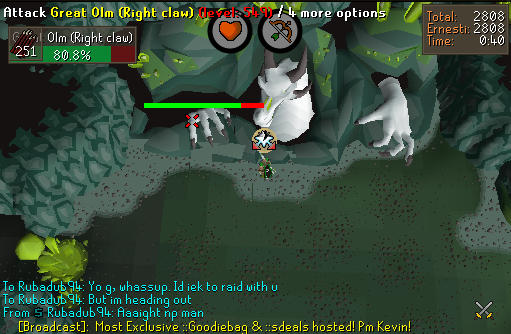 Attack Great Olm (Right claw) (level: 549) / 4 more options
Great Olm (Right claw)
251 80.8%
Total: 2808
Ernesti: 2808
Time: 0:40
To Rubadub94: Yo g, whassup. Id iek to raid with u
To Rubadub94: But im heading out
From S Rubadub94: Aaaight np man
[Broadcast]: Most Exclusive ::Goodiebag & ::sdeals hosted! Pm Kevin!